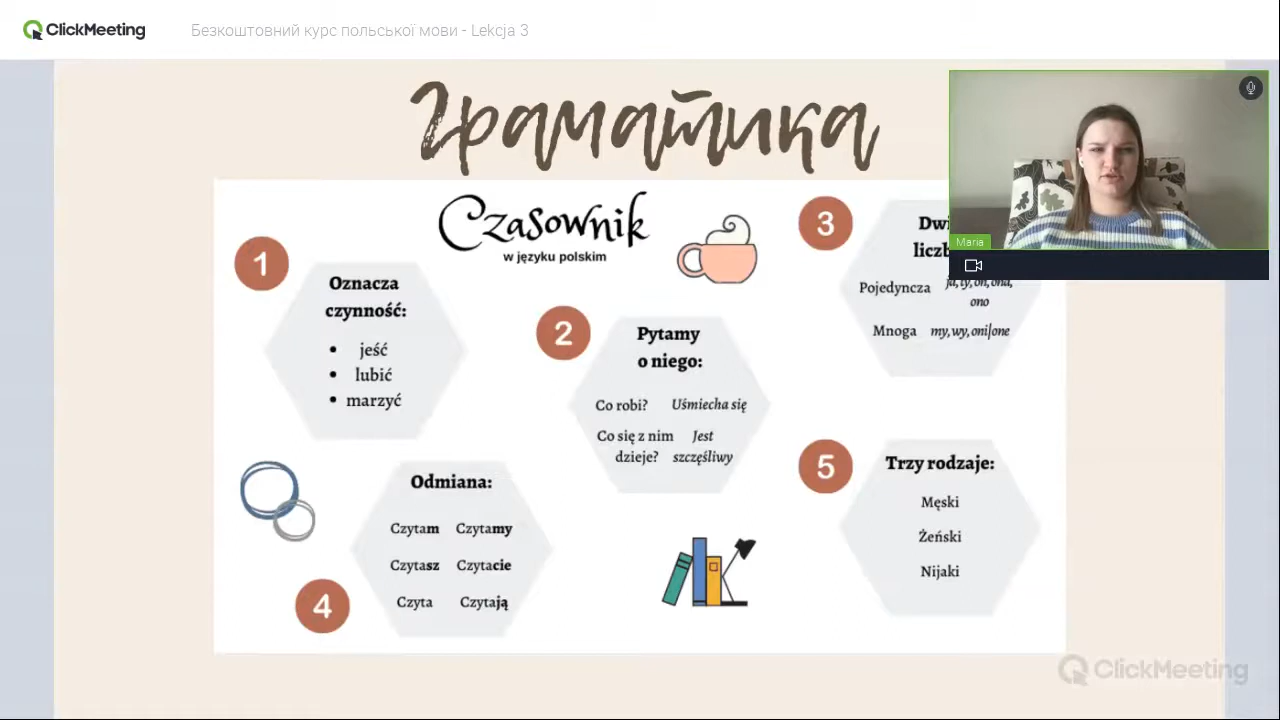 ClickMeeting
Безкоштовний курс польської мови - Lekcja 3
Граматика
Czasownik
w języku polskim
1
Oznacza
czynność:
• jeść
• lubić
• marzyć
2
Pytamy
o niego:
Co robi? Uśmiecha się
Co się z nim Jest
dzieje? szczęśliwy
3
Pojedyncza ja, ty, on, ona,
ono
Mnoga my, wy, oni/one
4
Odmiana:
Czytam Czytamy
Czytasz Czytacie
Czyta Czytają
5
Trzy rodzaje:
Męski
Żeński
Nijaki
Maria
ClickMeeting